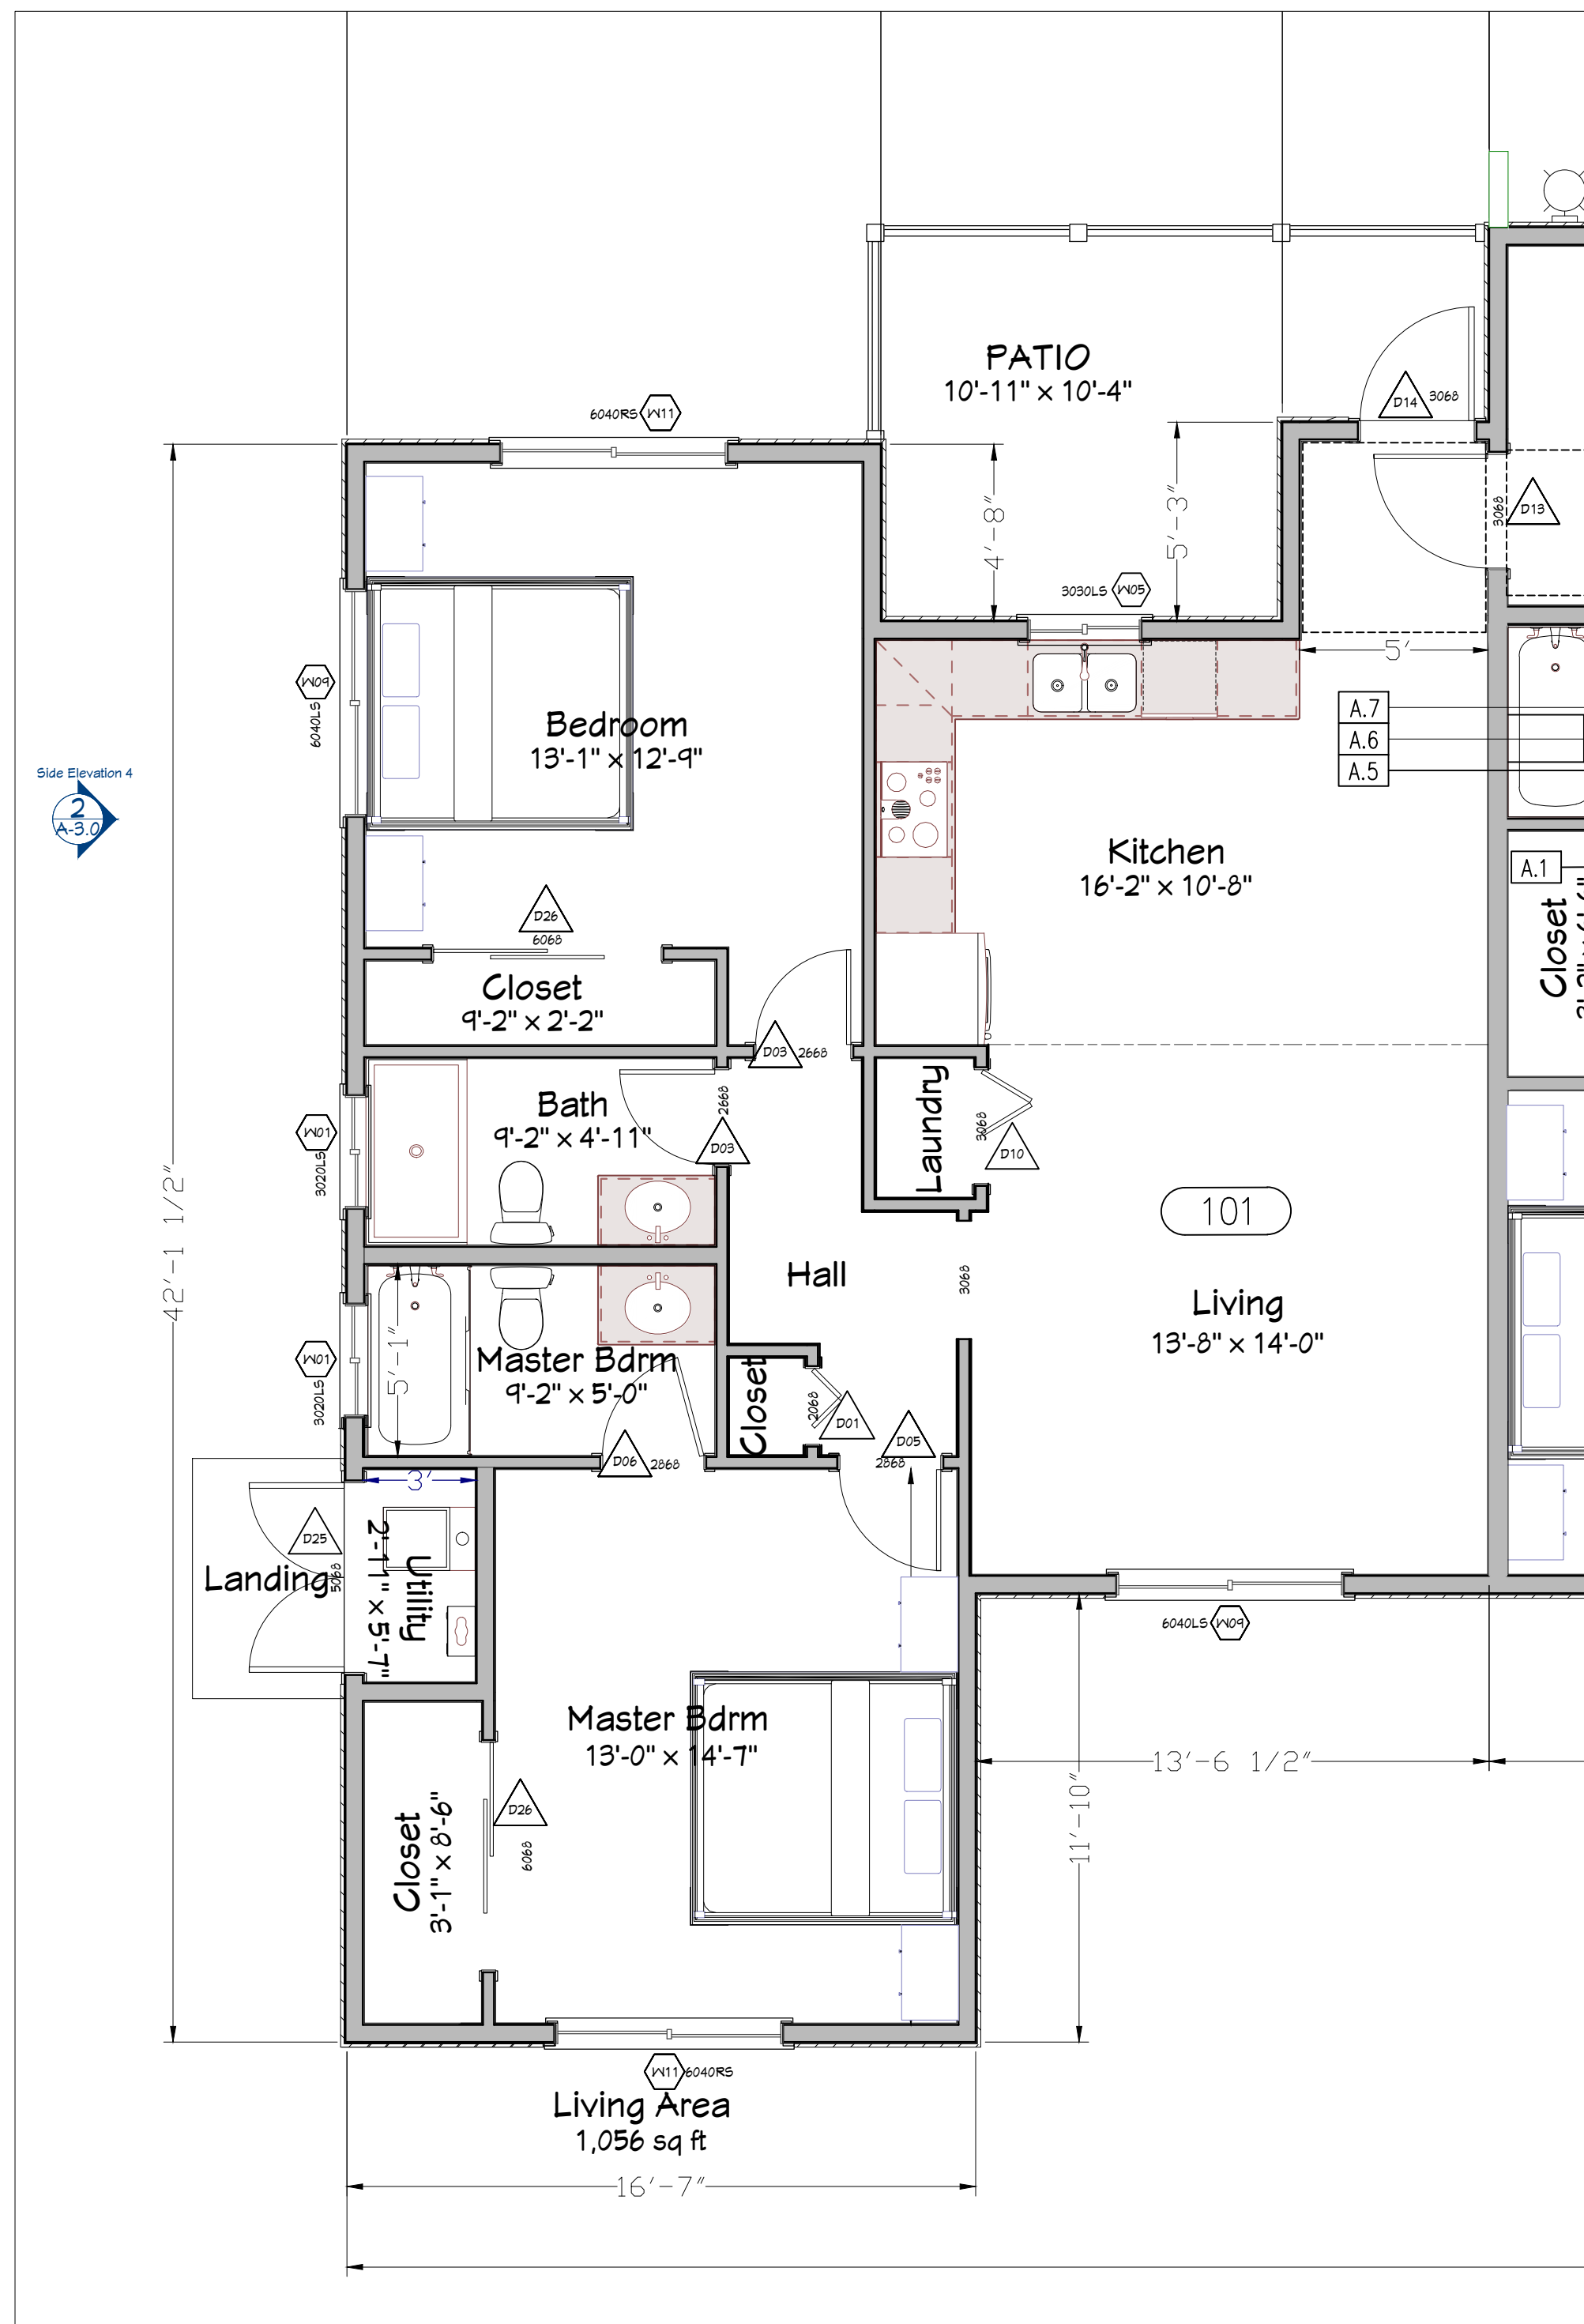 PATIO
10'-11" x 10'-4"
D14
3068
6040RS
W11
4'-8"
5'-3"
3068
D13
3030LS
W05
5'
W09
6040LS
Bedroom
13'-1" x 12'-9"
A.7
A.6
A.5
Side Elevation 4
2
A-3.0
Kitchen
16'-2" x 10'-8"
A.1
Closet
D26
6068
Closet
9'-2" x 2'-2"
D03
2668
Bath
9'-2" x 4'-11"
2668
D03
Laundry
3068
D10
W01
3020LS
42'-1 1/2"
101
Hall
3068
Living
13'-8" x 14'-0"
W01
3020LS
5'-1"
Master Bdrm
9'-2" x 5'-0"
Closet
2068
D01
D05
2868
D06
2868
3'
D25
5068
Landing
Utility
2'-11" x 5'-7"
6040LS
W09
Master Bdrm
13'-0" x 14'-7"
13'-6 1/2"
11'-10"
D26
6068
Closet
3'-1" x 8'-6"
W11
6040RS
Living Area
1,056 sq ft
16'-7"